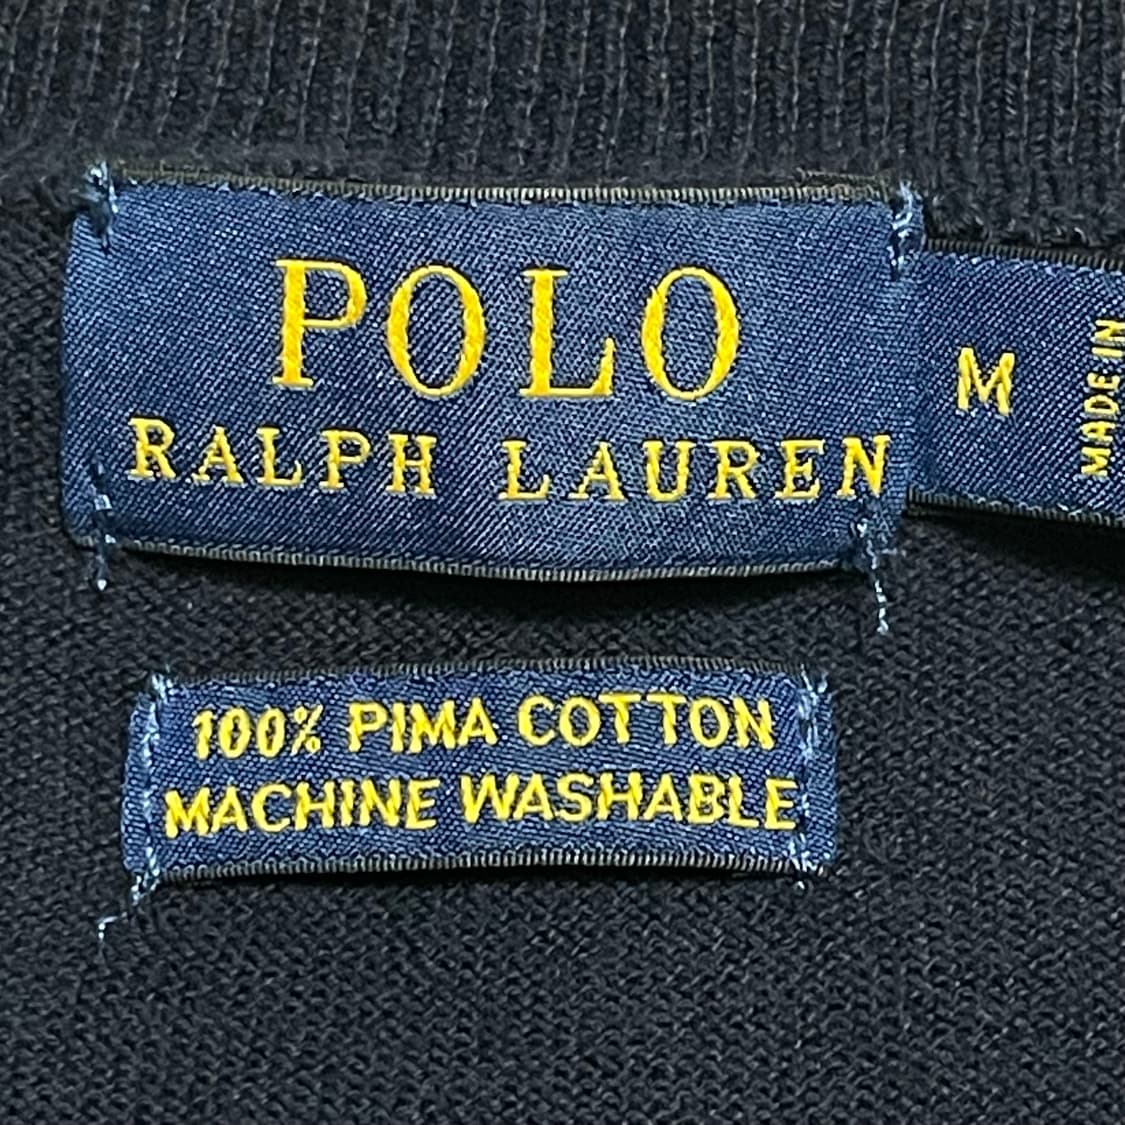 POLO
RALPH LAUREN
M
MADE IN
100% PIMA COTTON
MACHINE WASHABLE